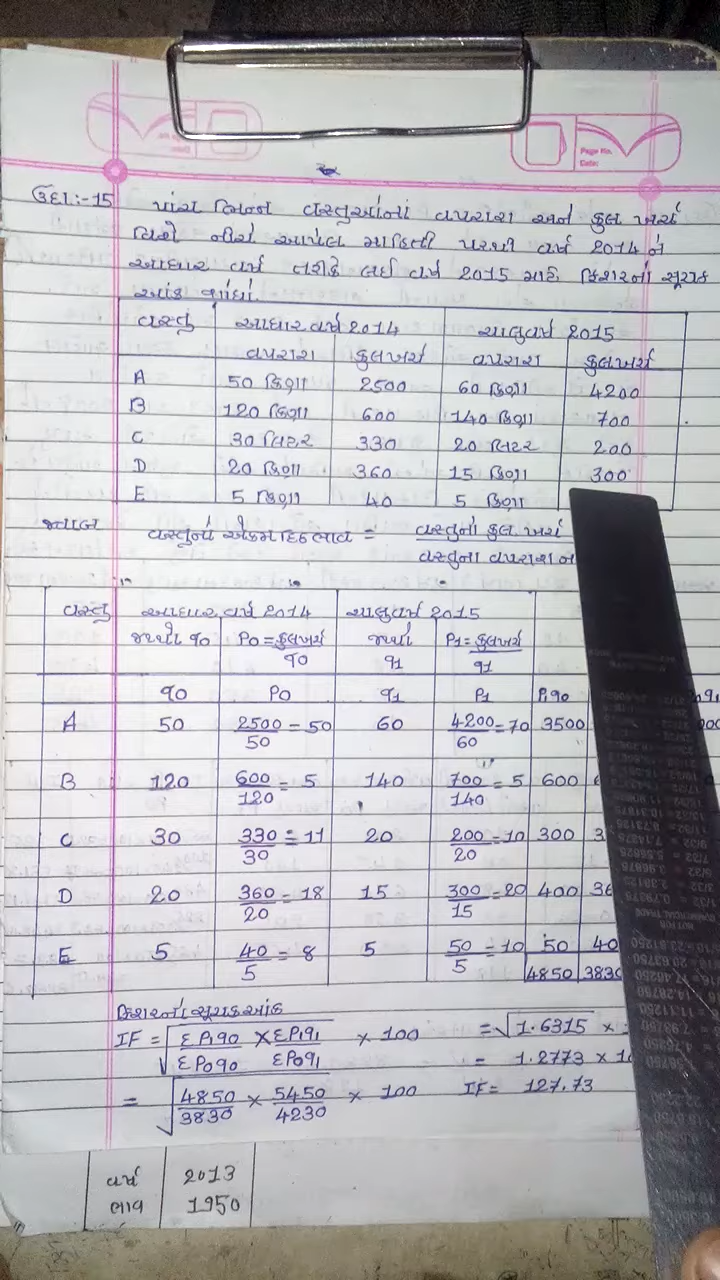 ઉદા:-15 પાંચ ભિન્ન વસ્તુઓનાં વપરાશ અને કુલ ખર્ચ
વિશે નીચે આપેલ માહિતી પરથી વર્ષ 2014 ને
આધાર વર્ષ તરીકે લઈ વર્ષ 2015 માટે ફિશરનો સૂચક
આંક શોધો.
વસ્તુ આધાર વર્ષ 2014 ચાલુવર્ષ 2015
વપરાશ કુલખર્ચ વપરાશ કુલખર્ચ
A 50 કિગ્રા 2500 60 કિગ્રા 4200
B 120 કિગ્રા 600 140 કિગ્રા 700
C 30 લિટર 330 20 લિટર 200
D 20 કિગ્રા 360 15 કિગ્રા 300
E 5 કિગ્રા 40 5 કિગ્રા
જવાબ વસ્તુનો એકમ દિઠ ભાવ = વસ્તુનો કુલ ખર્ચ
વસ્તુના વપરાશ
વસ્તુ આધાર વર્ષ 2014 ચાલુવર્ષ 2015
જથ્થો q0 P0 = કુલખર્ચ/q0 જથ્થો q1 P1 = કુલખર્ચ/q1
q0 P0 q1 P1 P1q0
A 50 2500/50 = 50 60 4200/60 = 70 3500
B 120 600/120 = 5 140 700/140 = 5 600
C 30 330/30 = 11 20 200/20 = 10 300
D 20 360/20 = 18 15 300/15 = 20 400
E 5 40/5 = 8 5 50/5 = 10 50 40
4850 3830
ફિશરનો સૂચકઆંક
IF = √ΣP1q0/ΣP0q0 × ΣP1q1/ΣP0q1 × 100 = √1.6315 ×
= 1.2773 ×
= √4850/3830 × 5450/4230 × 100 IF = 127.73
વર્ષ 2013
ભાવ 1950